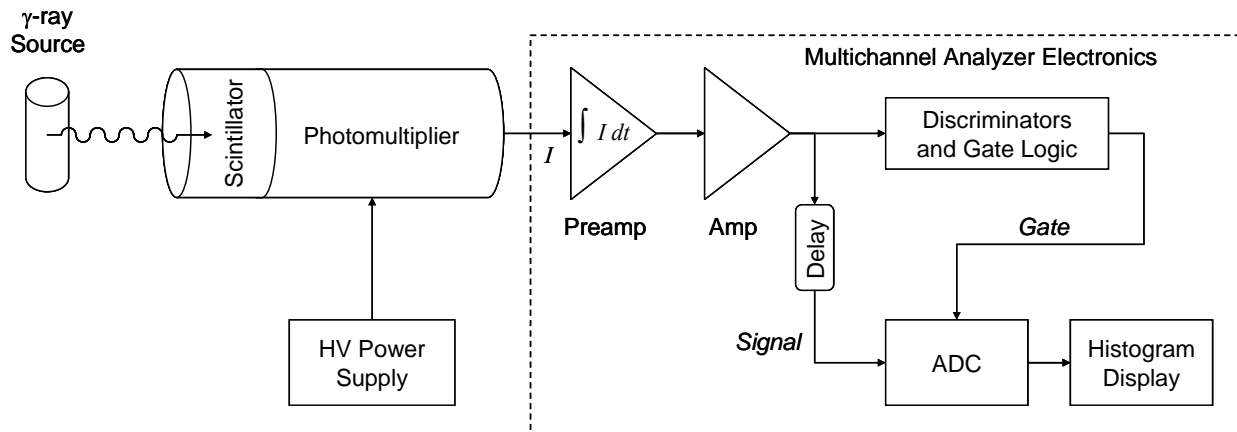 γ-ray
Source
Multichannel Analyzer Electronics
Scintillator
Photomultiplier
I
∫ I dt
Discriminators
and Gate Logic
Preamp
Amp
Delay
Gate
HV Power
Supply
Signal
ADC
Histogram
Display